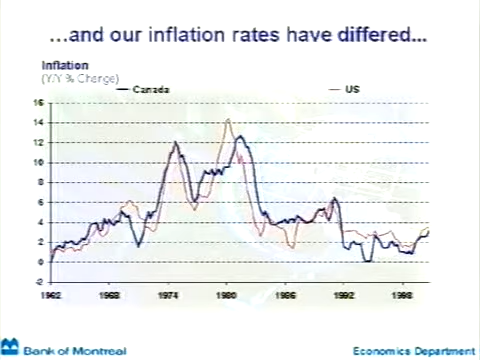 ...and our inflation rates have differed...
Inflation
(Y/Y % Change)
Canada
US
16
14
12
10
8
6
4
2
0
-2
1962
1968
1974
1980
1986
1992
1998
Bank of Montreal
Economics Department